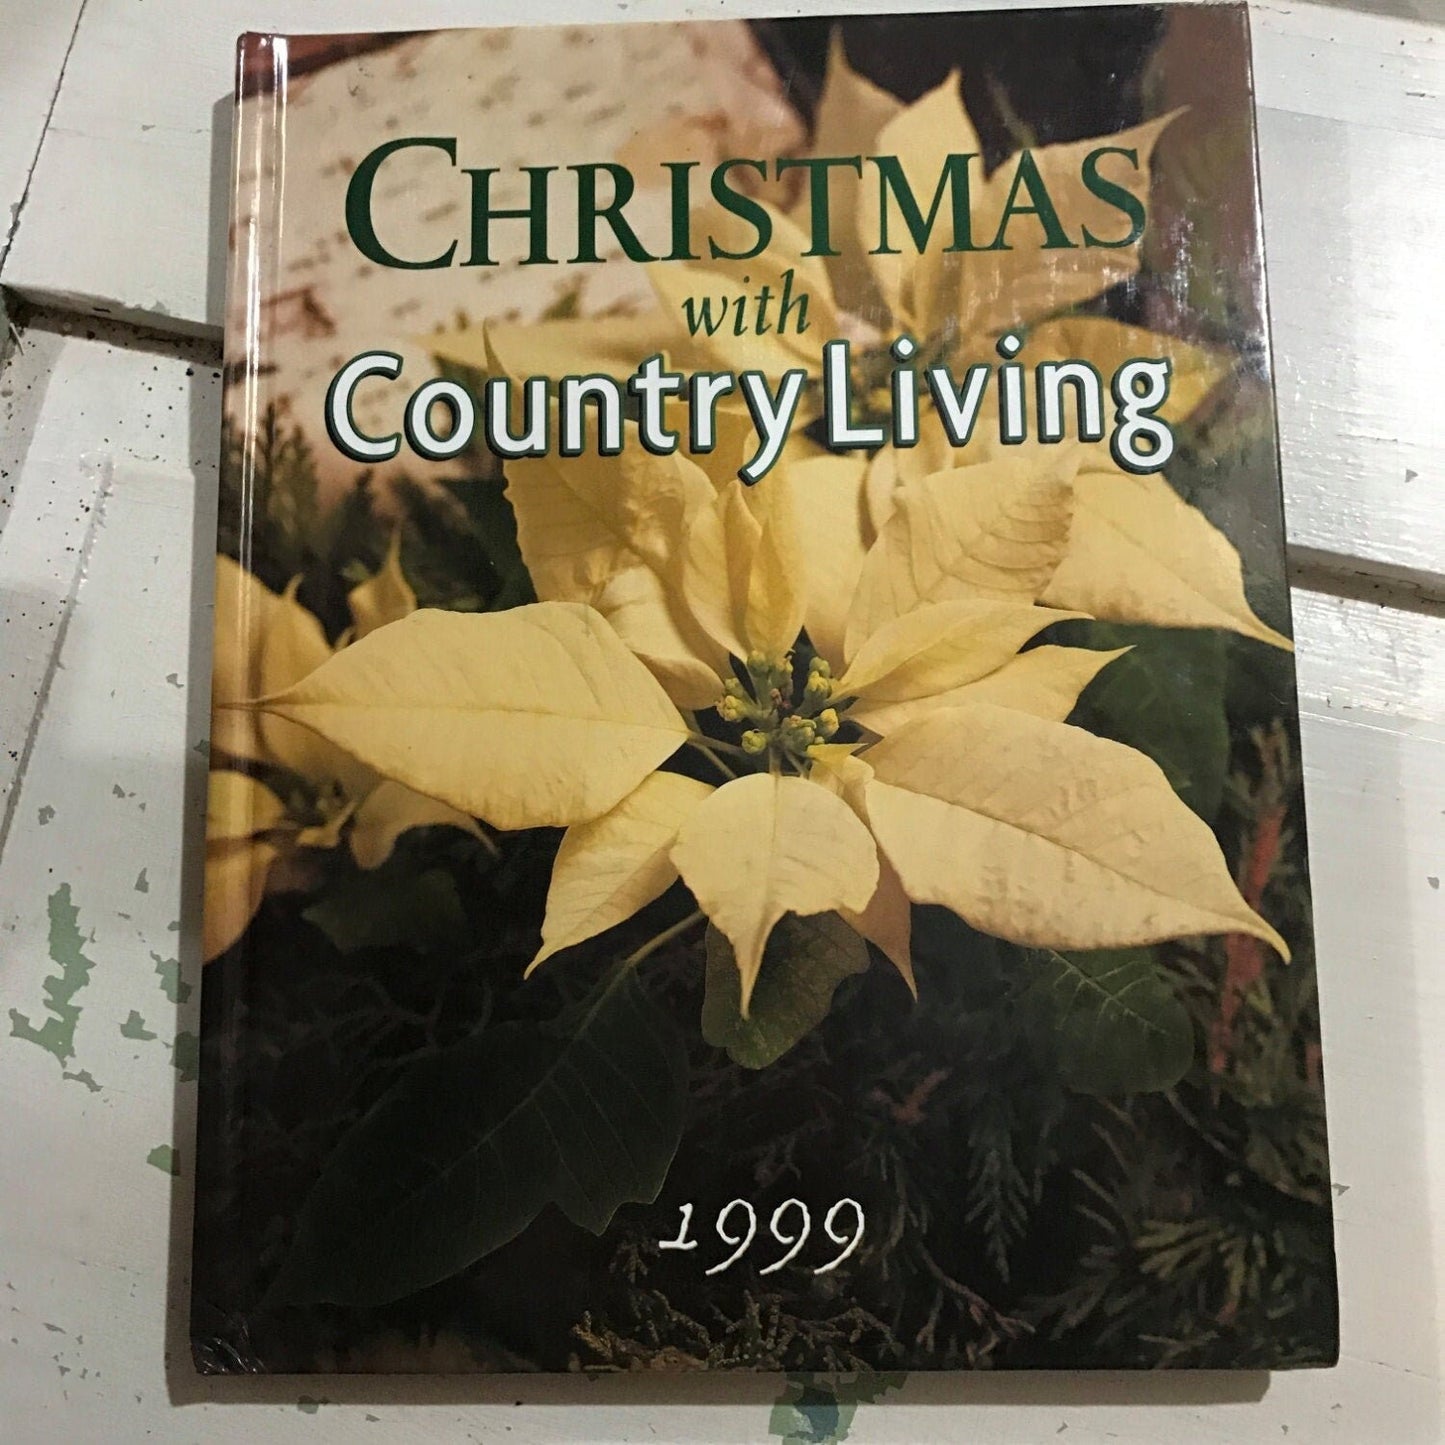 CHRISTMAS
with
Country Living
1999